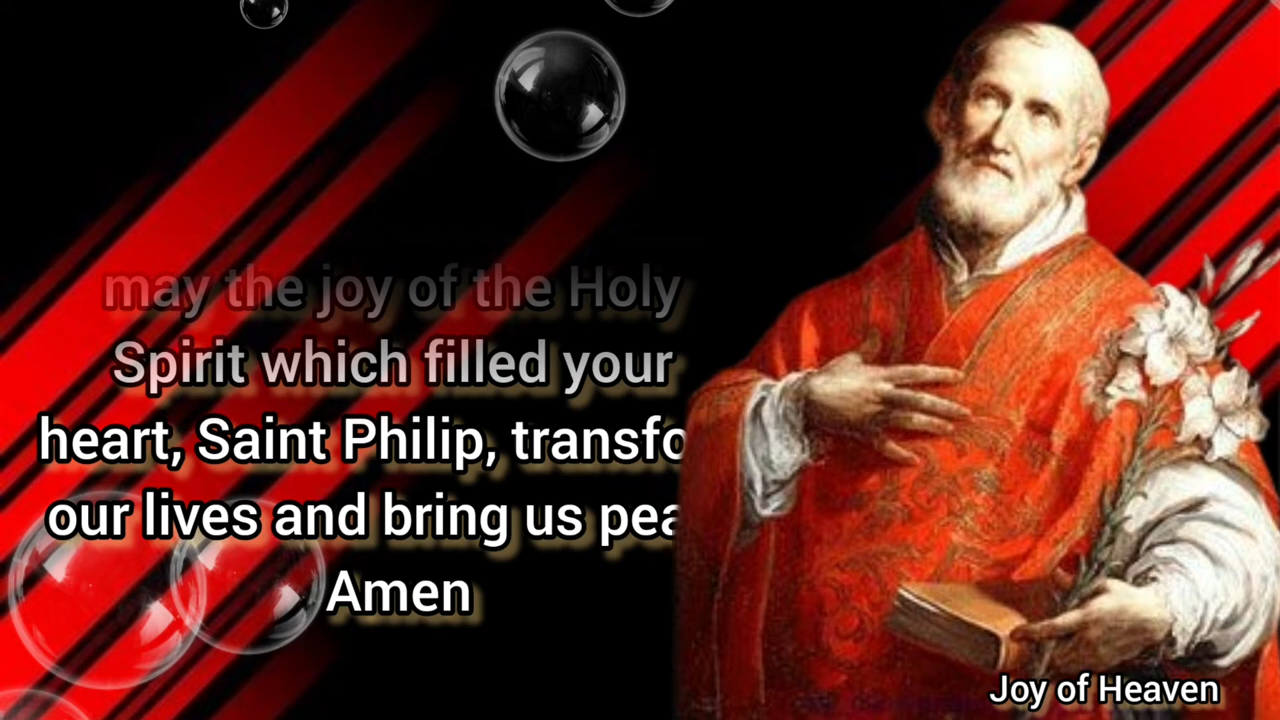 may the joy of the Holy
Spirit which filled your
heart, Saint Philip, transfo
our lives and bring us pea
Amen
Joy of Heaven